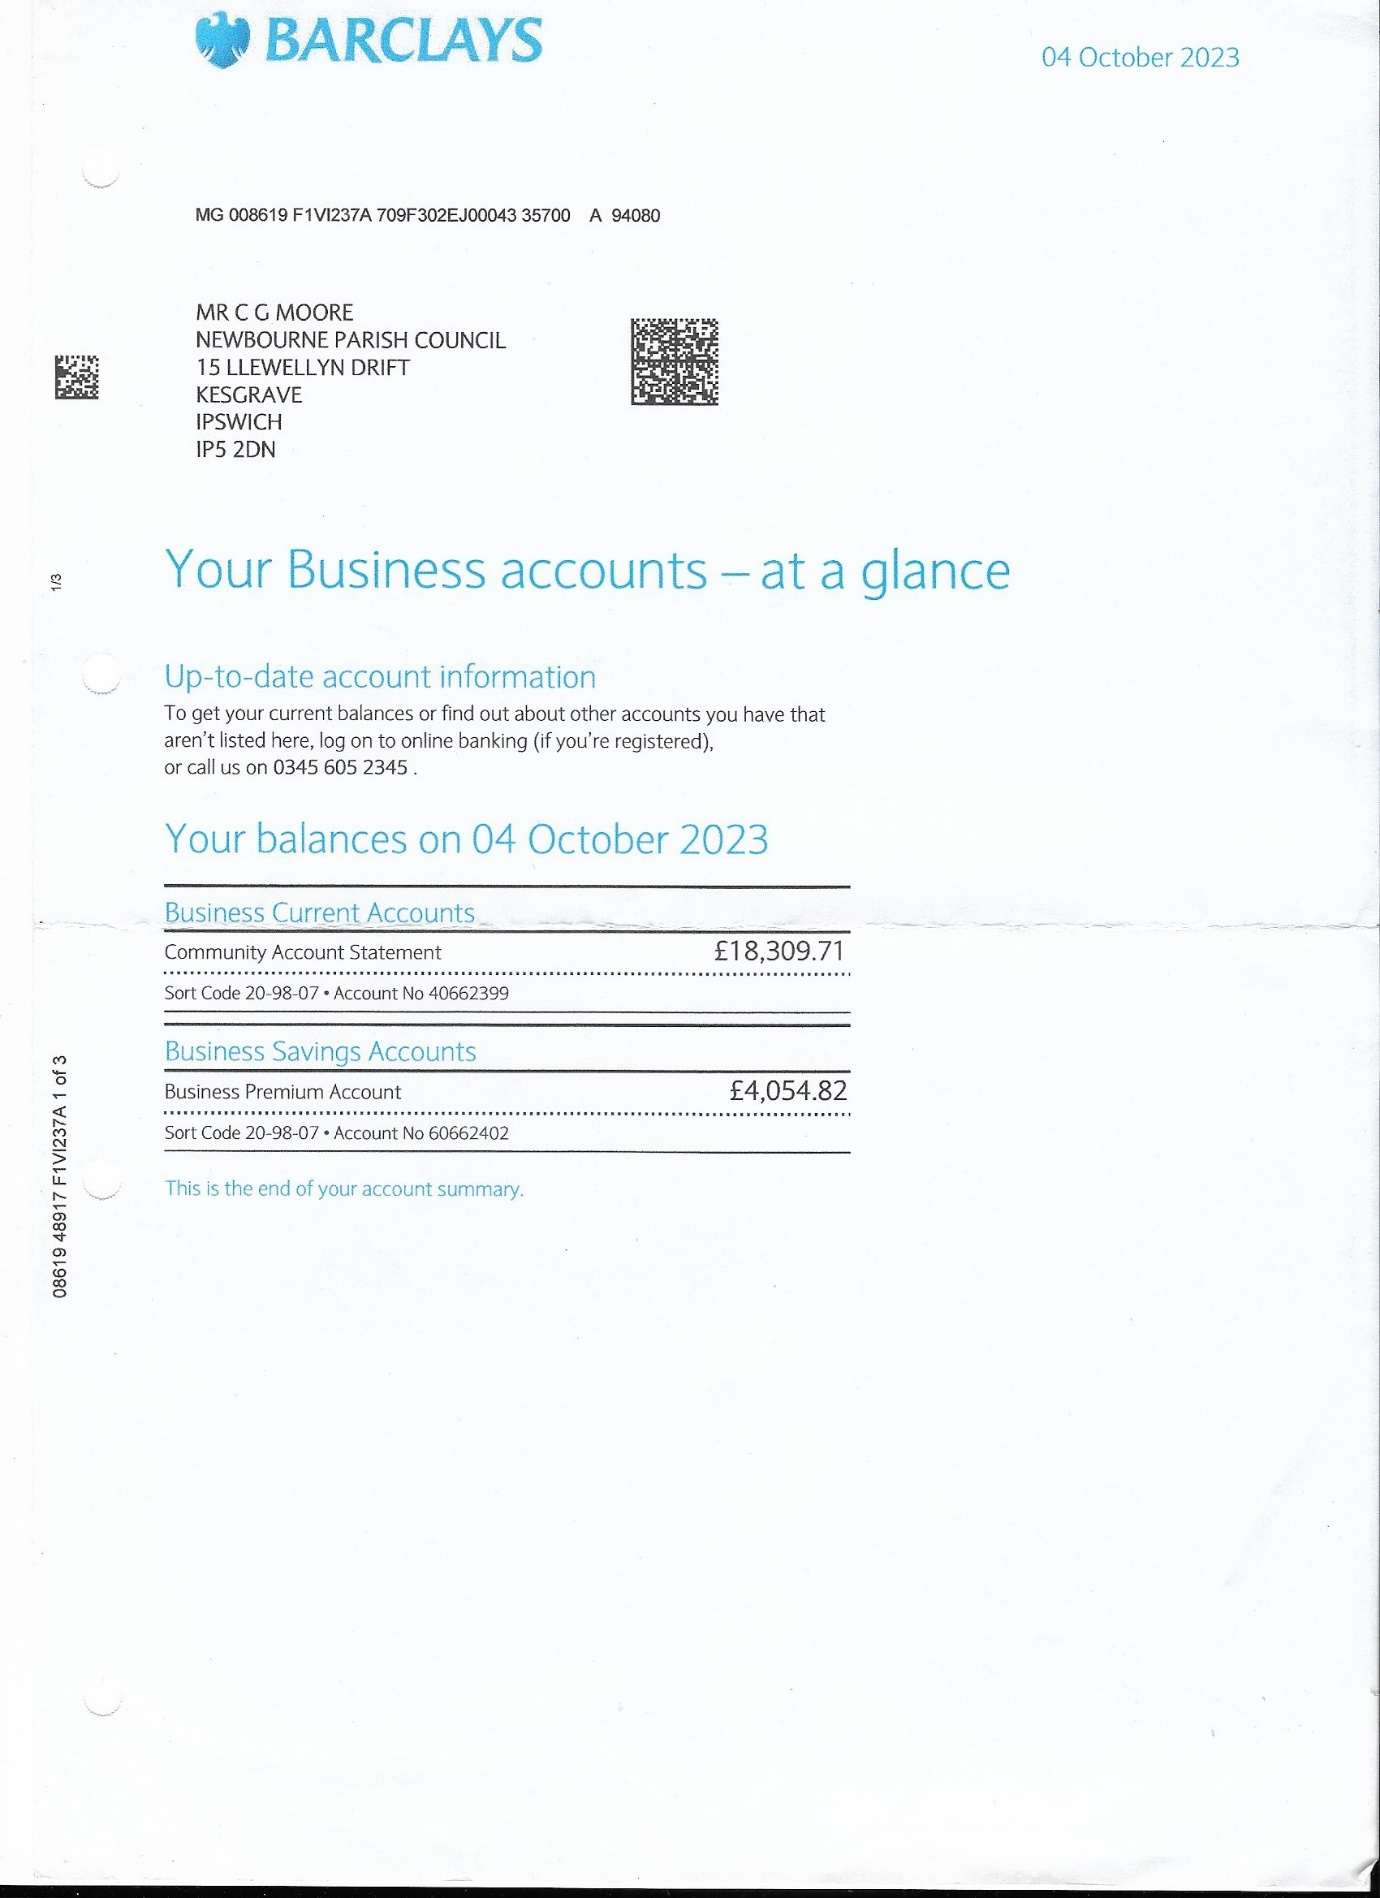 BARCLAYS
04 October 2023
MG 008619 F1VI237A 709F302EJ00043 35700 A 94080
MR C G MOORE
NEWBOURNE PARISH COUNCIL
15 LLEWELLYN DRIFT
KESGRAVE
IPSWICH
IP5 2DN
1/3
Your Business accounts – at a glance
Up-to-date account information
To get your current balances or find out about other accounts you have that
aren't listed here, log on to online banking (if you're registered),
or call us on 0345 605 2345 .
Your balances on 04 October 2023
Business Current Accounts
Community Account Statement £18,309.71
Sort Code 20-98-07 • Account No 40662399
Business Savings Accounts
Business Premium Account £4,054.82
Sort Code 20-98-07 • Account No 60662402
This is the end of your account summary.
08619 48917 F1VI237A 1 of 3